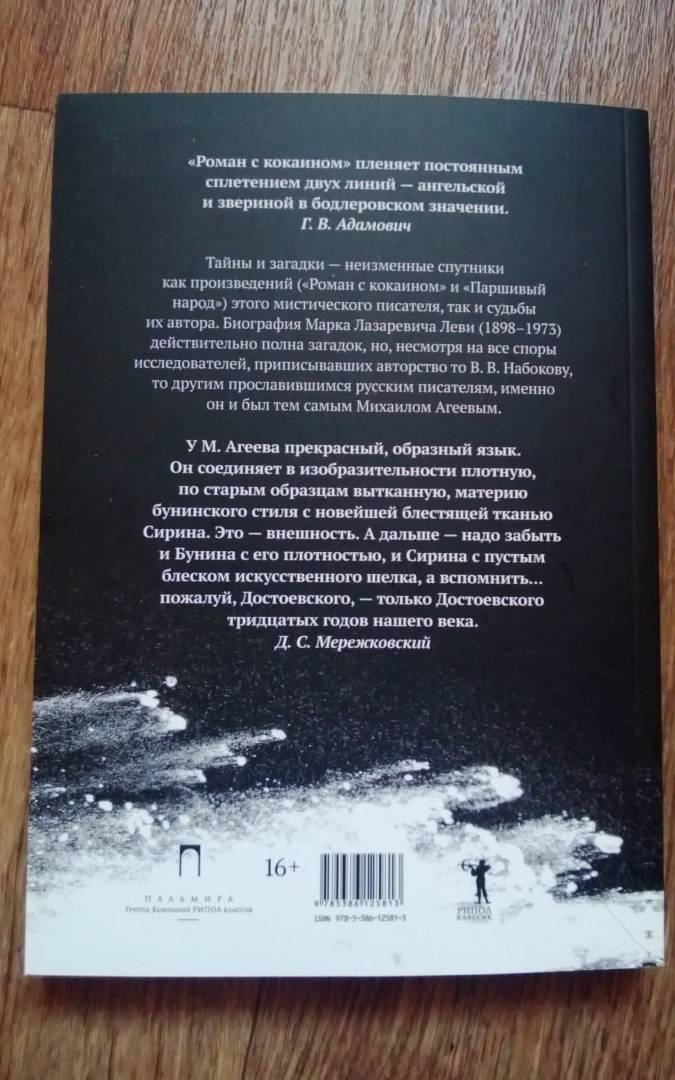 «Роман с кокаином» пленяет постоянным
сплетением двух линий — ангельской
и звериной в бодлеровском значении.
Г. В. Адамович
Тайны и загадки — неизменные спутники
как произведений («Роман с кокаином» и «Паршивый
народ») этого мистического писателя, так и судьбы
их автора. Биография Марка Лазаревича Леви (1898–1973)
действительно полна загадок, но, несмотря на все споры
исследователей, приписывавших авторство то В. В. Набокову,
то другим прославившимся русским писателям, именно
он и был тем самым Михаилом Агеевым.
У М. Агеева прекрасный, образный язык.
Он соединяет в изобразительности плотную,
по старым образцам вытканную, материю
бунинского стиля с новейшей блестящей тканью
Сирина. Это — внешность. А дальше — надо забыть
и Бунина с его плотностью, и Сирина с пустым
блеском искусственного шелка, а вспомнить...
пожалуй, Достоевского, — только Достоевского
тридцатых годов нашего века.
Д. С. Мережковский
ПАЛЬМИРА
Группа Компаний РИПОЛ классик
16+
9 785386 125813
ISBN 978-5-386-12581-3
РИПОЛ
КЛАССИК